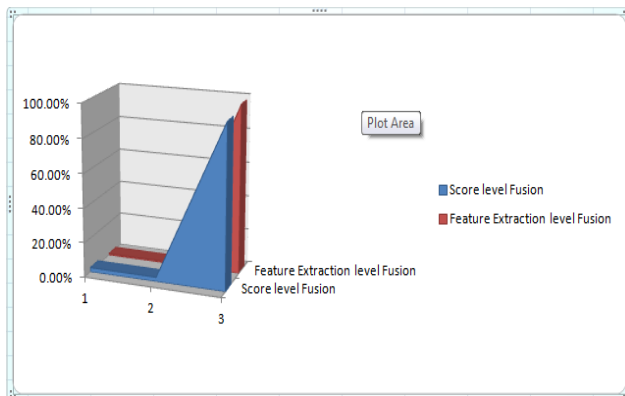 100.00%
80.00%
60.00%
40.00%
20.00%
0.00%
1
2
3
Feature Extraction level Fusion
Score level Fusion
Plot Area
Score level Fusion
Feature Extraction level Fusion